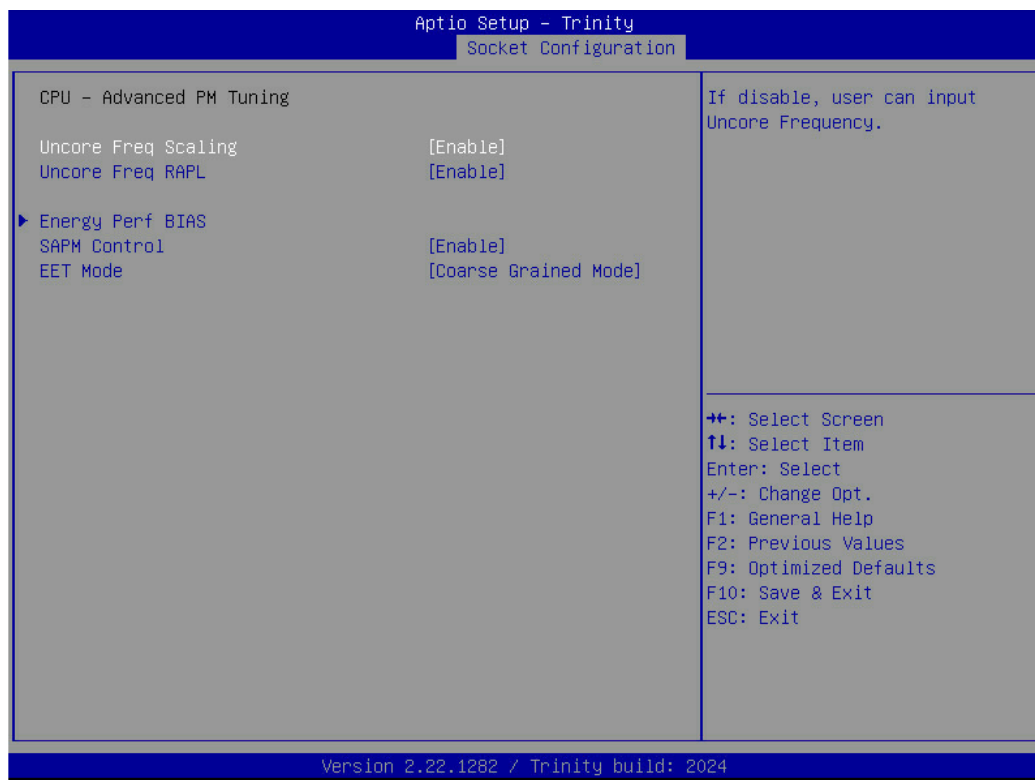 Aptio Setup – Trinity
Socket Configuration
CPU – Advanced PM Tuning
Uncore Freq Scaling [Enable]
Uncore Freq RAPL [Enable]
Energy Perf BIAS
SAPM Control [Enable]
EET Mode [Coarse Grained Mode]
If disable, user can input
Uncore Frequency.
→←: Select Screen
↑↓: Select Item
Enter: Select
+/-: Change Opt.
F1: General Help
F2: Previous Values
F9: Optimized Defaults
F10: Save & Exit
ESC: Exit
Version 2.22.1282 / Trinity build: 2024